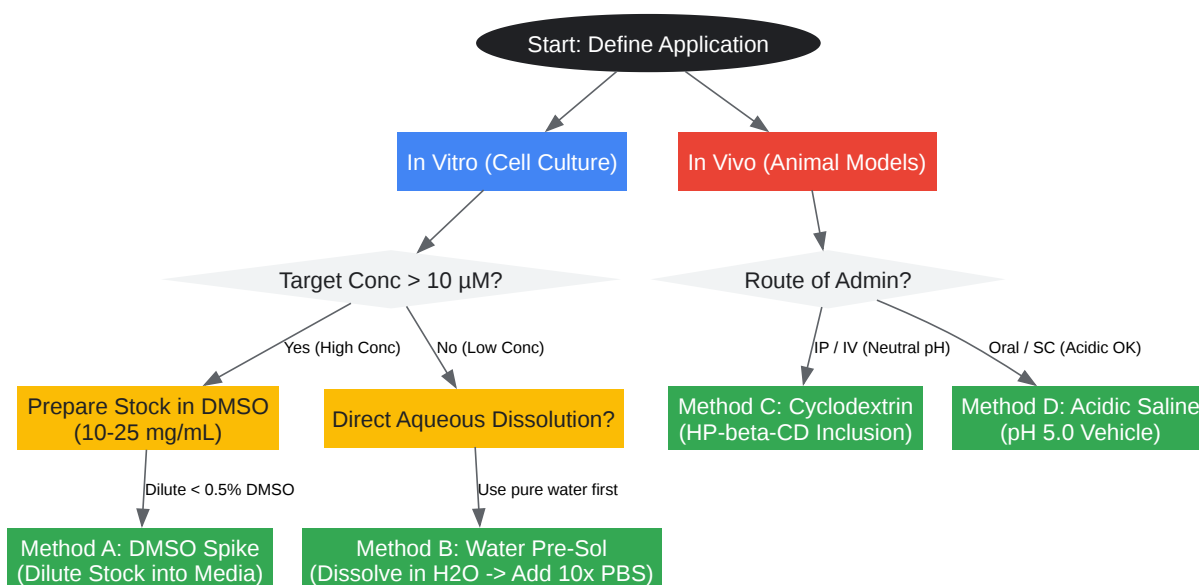 Start: Define Application
In Vitro (Cell Culture)
In Vivo (Animal Models)
Target Conc > 10 µM?
Route of Admin?
Yes (High Conc)
No (Low Conc)
IP / IV (Neutral pH)
Oral / SC (Acidic OK)
Prepare Stock in DMSO
(10-25 mg/mL)
Direct Aqueous Dissolution?
Method C: Cyclodextrin
(HP-beta-CD Inclusion)
Method D: Acidic Saline
(pH 5.0 Vehicle)
Dilute < 0.5% DMSO
Use pure water first
Method A: DMSO Spike
(Dilute Stock into Media)
Method B: Water Pre-Sol
(Dissolve in H2O -> Add 10x PBS)